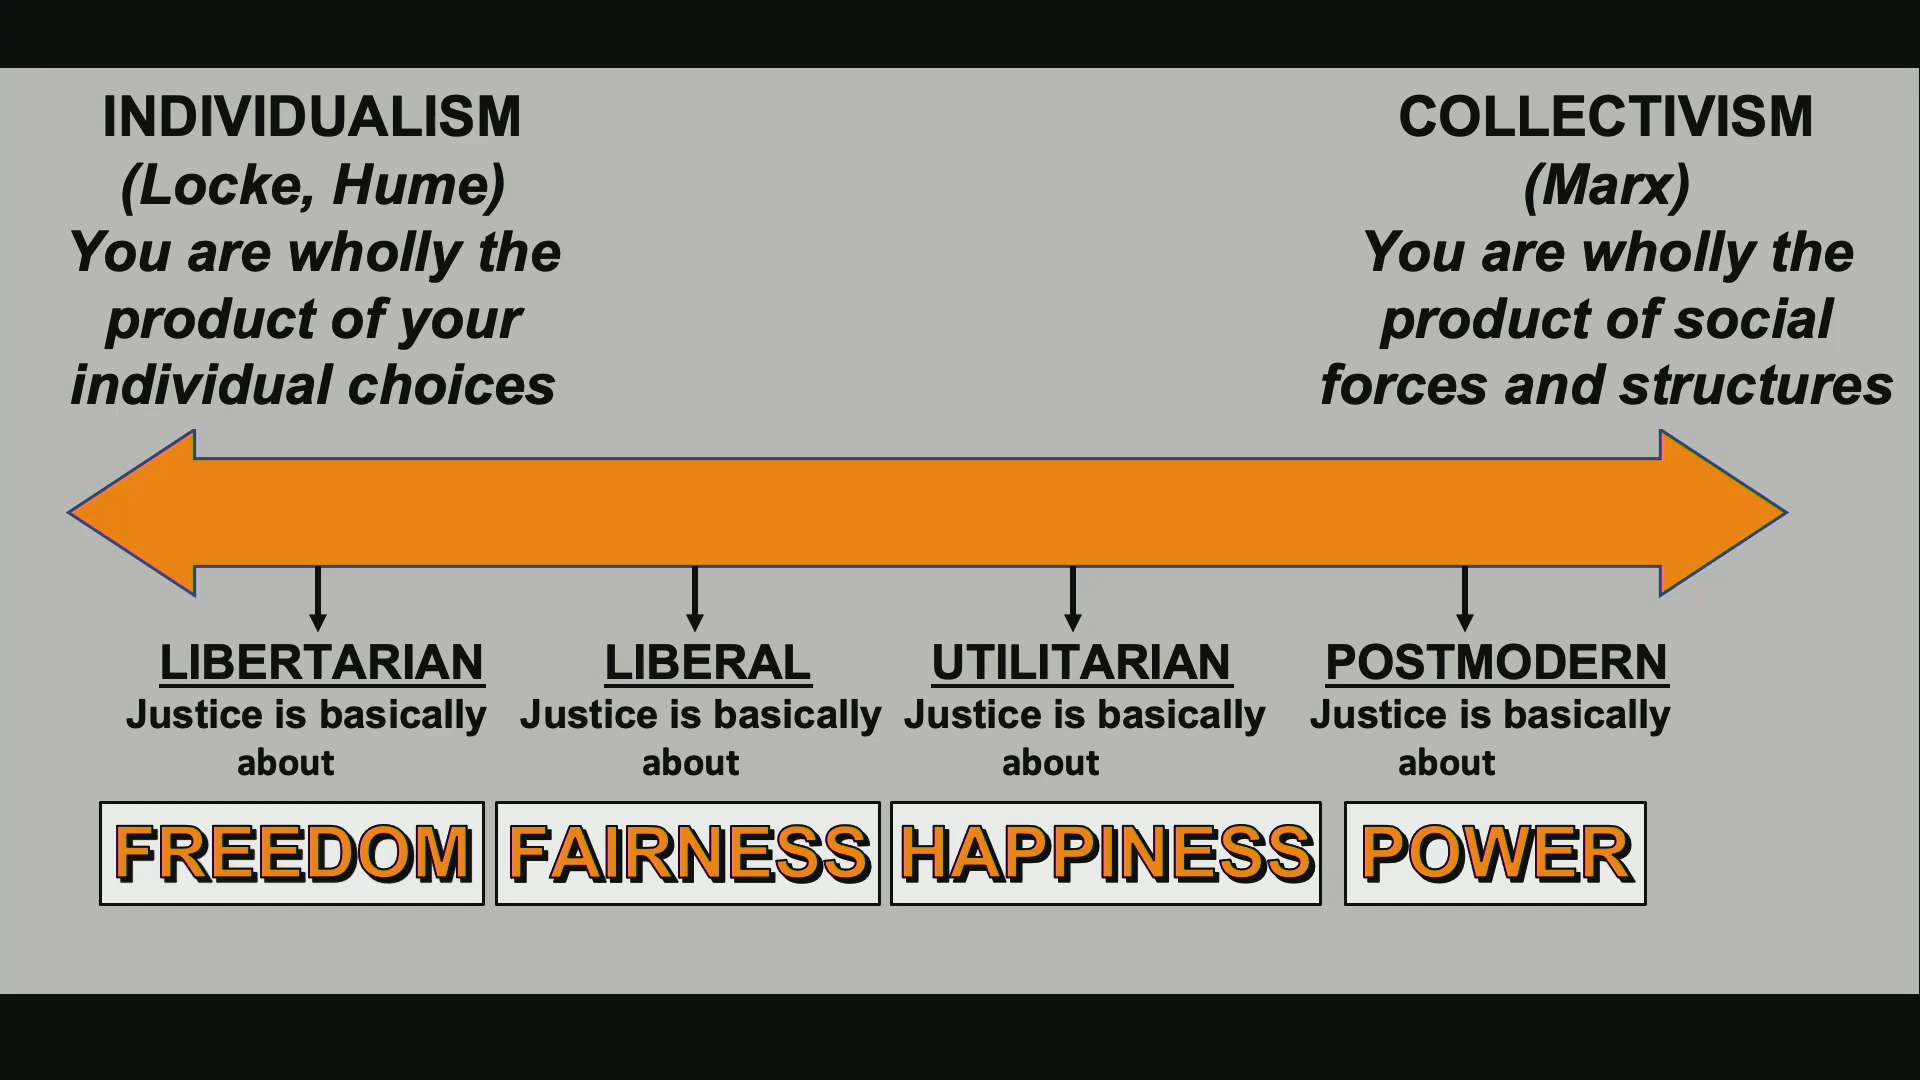 INDIVIDUALISM
(Locke, Hume)
You are wholly the
product of your
individual choices
COLLECTIVISM
(Marx)
You are wholly the
product of social
forces and structures
LIBERTARIAN
Justice is basically
about
FREEDOM
LIBERAL
Justice is basically
about
FAIRNESS
UTILITARIAN
Justice is basically
about
HAPPINESS
POSTMODERN
Justice is basically
about
POWER